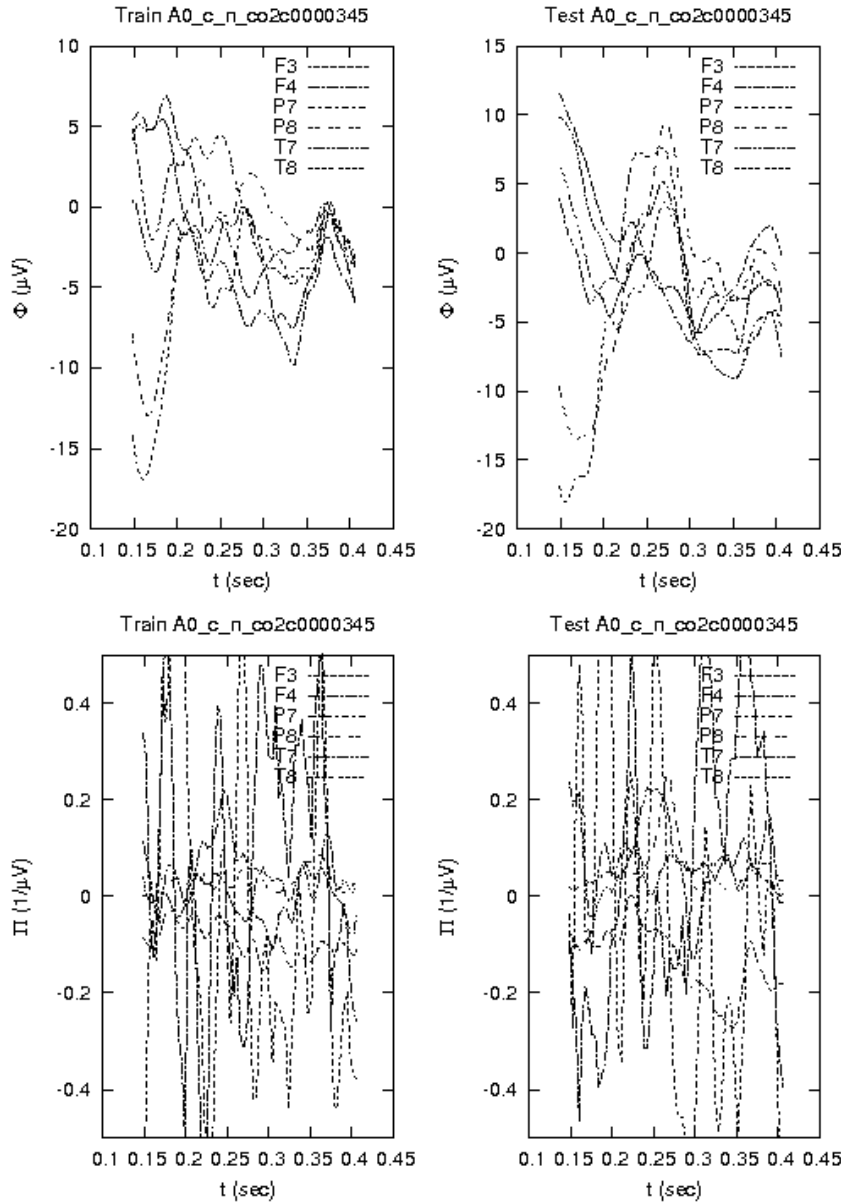 Train A0_c_n_co2c0000345
10
5
0
-5
-10
-15
-20
Φ (μV)
F3
F4
P7
P8
T7
T8
0.1 0.15 0.2 0.25 0.3 0.35 0.4 0.45
t (sec)
Test A0_c_n_co2c0000345
15
10
5
0
-5
-10
-15
-20
Φ (μV)
F3
F4
P7
P8
T7
T8
0.1 0.15 0.2 0.25 0.3 0.35 0.4 0.45
t (sec)
Train A0_c_n_co2c0000345
0.4
0.2
0
-0.2
-0.4
Π (1/μV)
F3
F4
P7
P8
T7
T8
0.1 0.15 0.2 0.25 0.3 0.35 0.4 0.45
t (sec)
Test A0_c_n_co2c0000345
0.4
0.2
0
-0.2
-0.4
Π (1/μV)
F3
F4
P7
P8
T7
T8
0.1 0.15 0.2 0.25 0.3 0.35 0.4 0.45
t (sec)